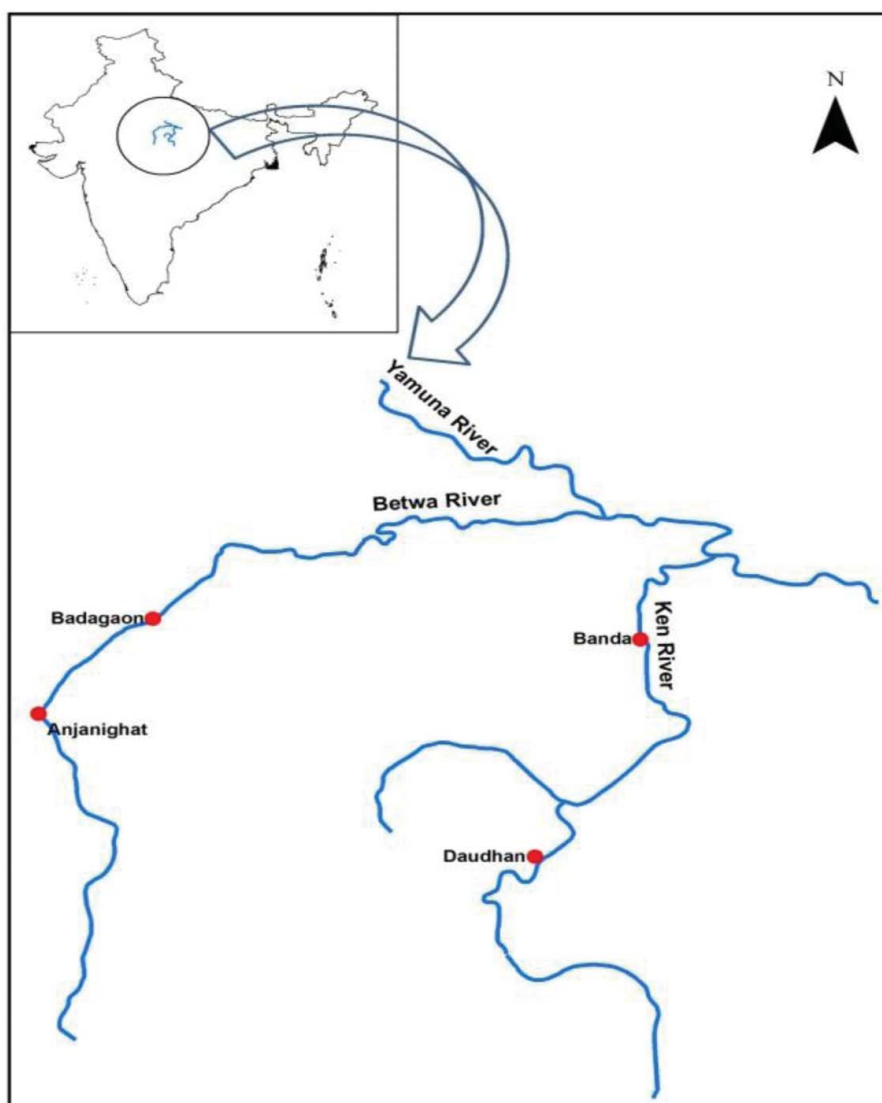 N
Yamuna River
Betwa River
Badagaon
Banda
Ken River
Anjanighat
Daudhan